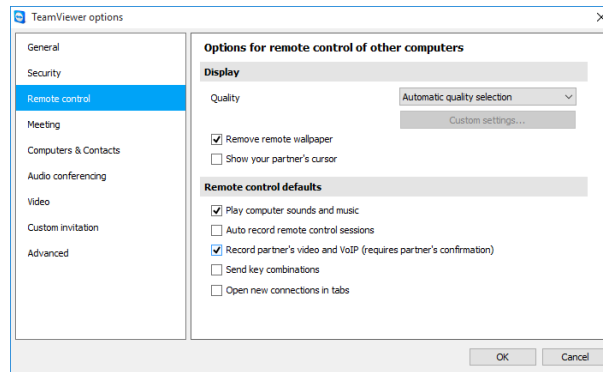 TeamViewer options
General
Security
Remote control
Meeting
Computers & Contacts
Audio conferencing
Video
Custom invitation
Advanced
Options for remote control of other computers
Display
Quality
Automatic quality selection
Custom settings...
Remove remote wallpaper
Show your partner's cursor
Remote control defaults
Play computer sounds and music
Auto record remote control sessions
Record partner's video and VoIP (requires partner's confirmation)
Send key combinations
Open new connections in tabs
OK
Cancel